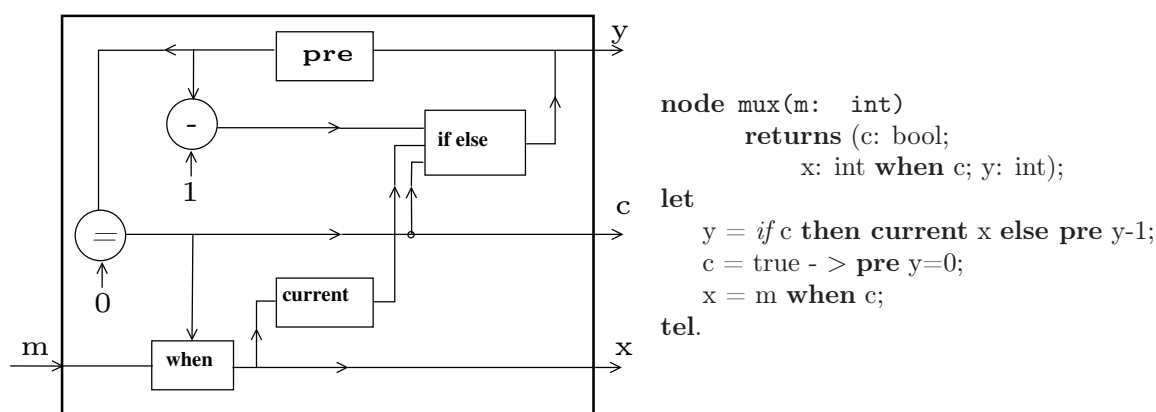 pre
y
-
if else
1
c
=
current
0
m
when
x
node mux(m: int)
returns (c: bool;
x: int when c; y: int);
let
y = if c then current x else pre y-1;
c = true - > pre y=0;
x = m when c;
tel.